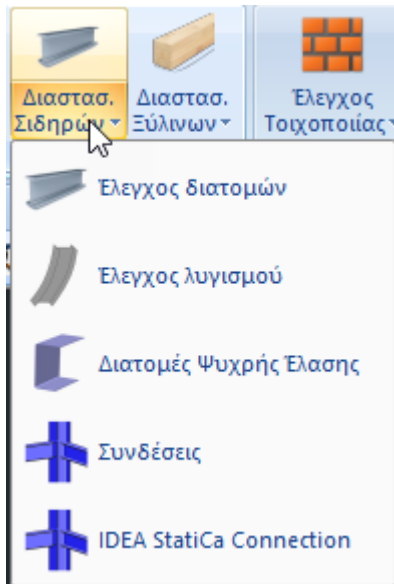 Διαστασ.
Σιδηρών
Διαστασ.
Ξύλινων
Έλεγχος
Τοιχοποιίας
Έλεγχος διατομών
Έλεγχος λυγισμού
Διατομές Ψυχρής Έλασης
Συνδέσεις
IDEA StatiCa Connection